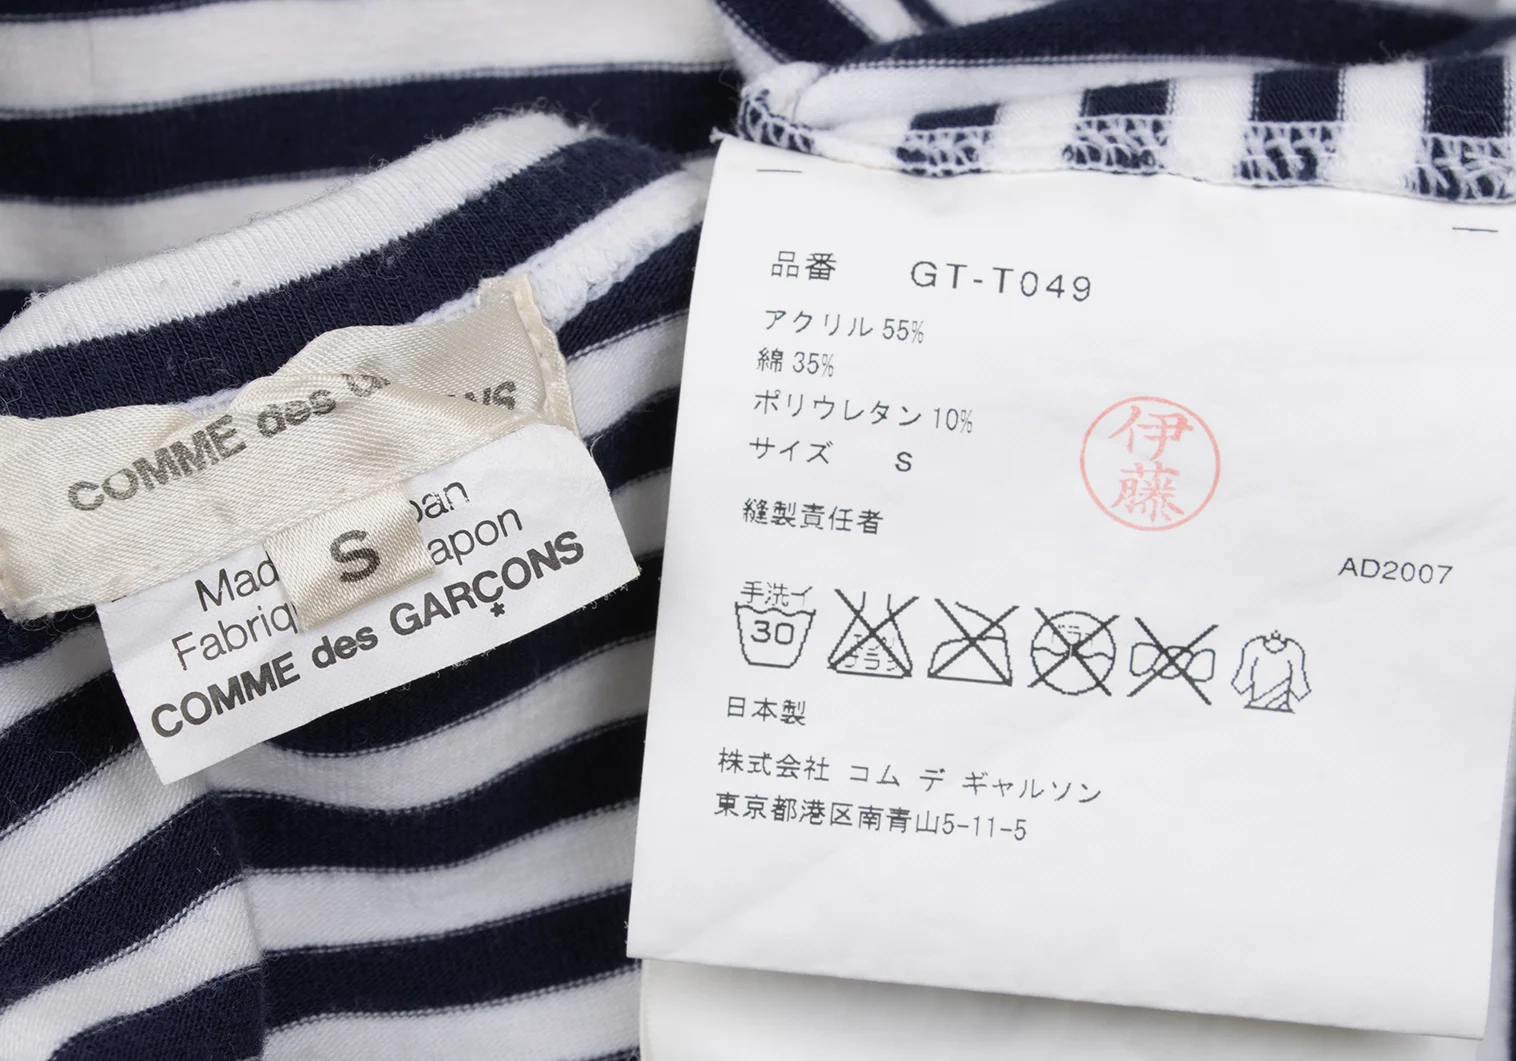 COMME des G NS
S
Mad pan
Fabriq apon
COMME des GARÇONS
*
品番 GT-T049
アクリル 55%
綿 35%
ポリウレタン 10%
サイズ S
伊藤
縫製責任者
AD2007
手洗イ
30
日本製
株式会社 コム デ ギャルソン
東京都港区南青山5-11-5